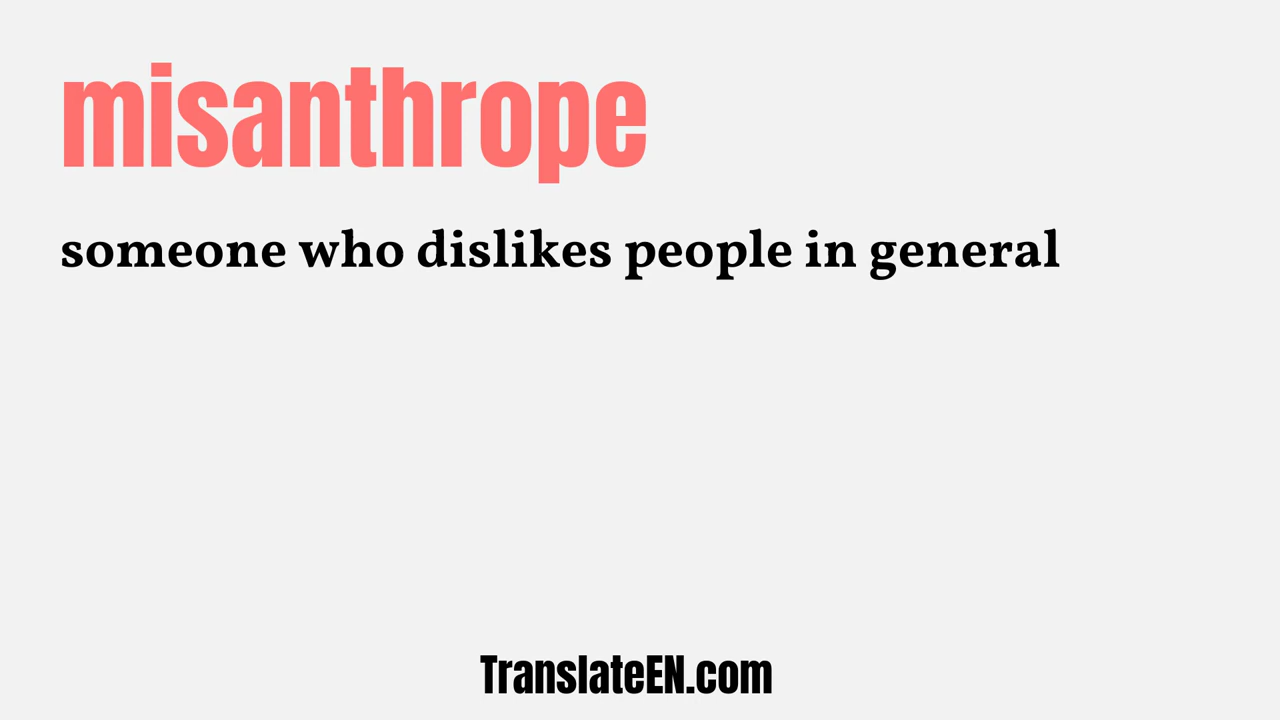 misanthrope
someone who dislikes people in general
TranslateEN.com